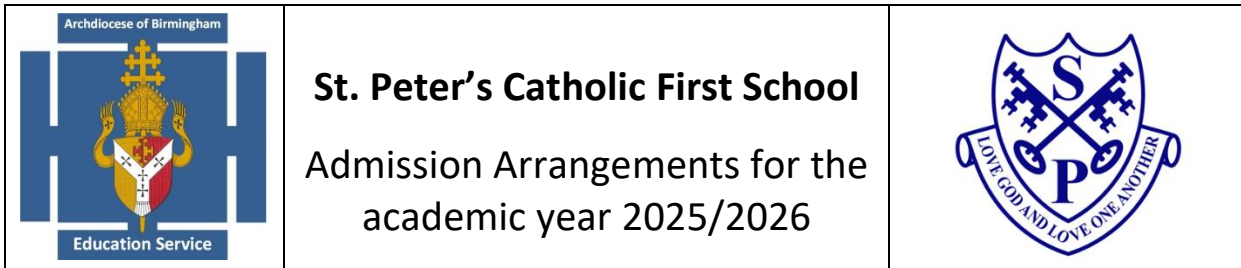 Archdiocese of Birmingham
Education Service
St. Peter’s Catholic First School
Admission Arrangements for the
academic year 2025/2026
S
P
LOVE GOD AND LOVE ONE ANOTHER